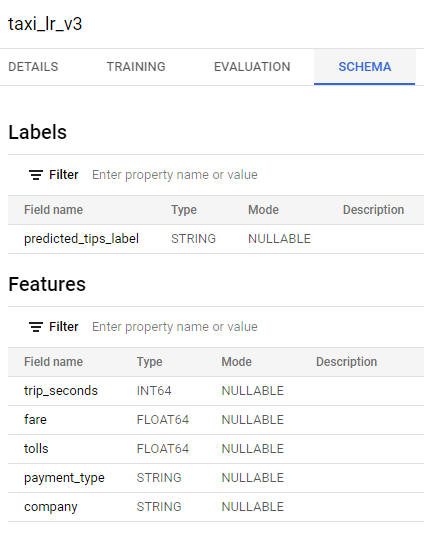 taxi_lr_v3
DETAILS TRAINING EVALUATION SCHEMA
Labels
Filter Enter property name or value
Field name Type Mode Description
predicted_tips_label STRING NULLABLE
Features
Filter Enter property name or value
Field name Type Mode Description
trip_seconds INT64 NULLABLE
fare FLOAT64 NULLABLE
tolls FLOAT64 NULLABLE
payment_type STRING NULLABLE
company STRING NULLABLE